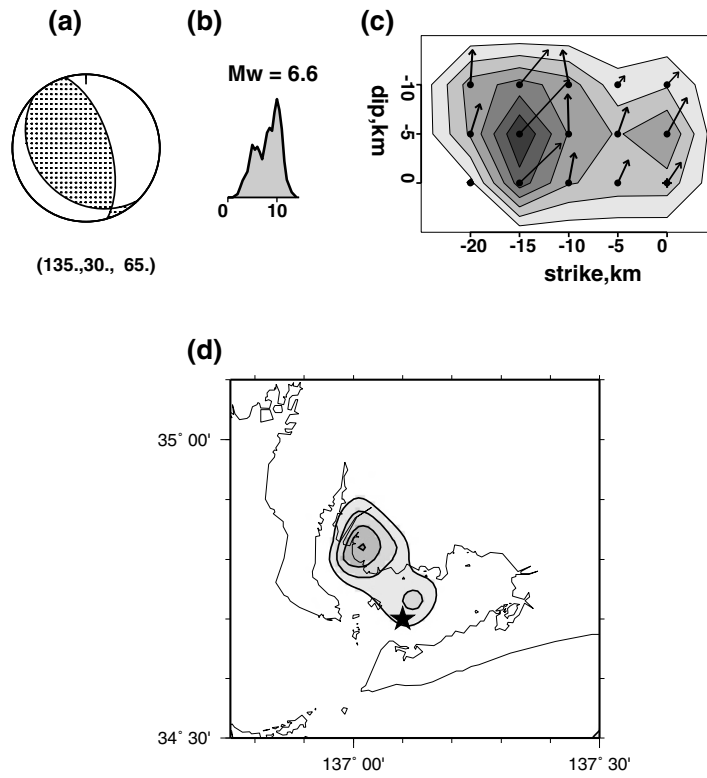 (a)
(b)
(c)
Mw = 6.6
0
10
(135.,30., 65.)
dip,km
-10
-5
0
-20
-15
-10
-5
0
strike,km
(d)
35° 00'
34° 30'
137° 00'
137° 30'